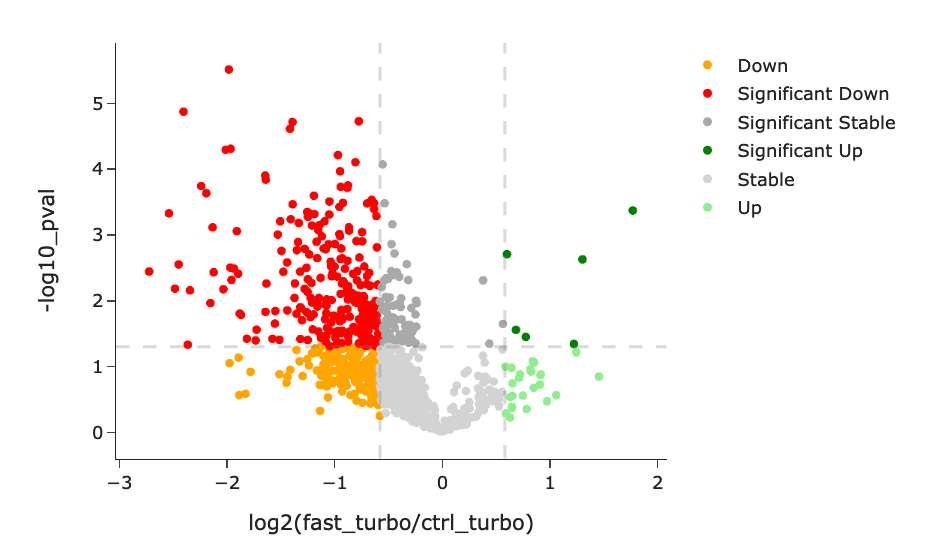 Down
Significant Down
Significant Stable
Significant Up
Stable
Up
5
4
3
2
1
0
-log10_pval
−3 −2 −1 0 1 2
log2(fast_turbo/ctrl_turbo)